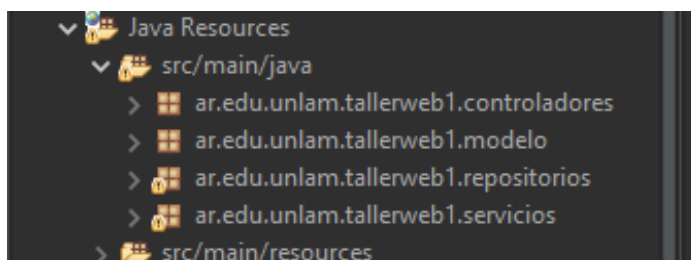 Java Resources
src/main/java
ar.edu.unlam.tallerweb1.controladores
ar.edu.unlam.tallerweb1.modelo
ar.edu.unlam.tallerweb1.repositorios
ar.edu.unlam.tallerweb1.servicios
src/main/resources